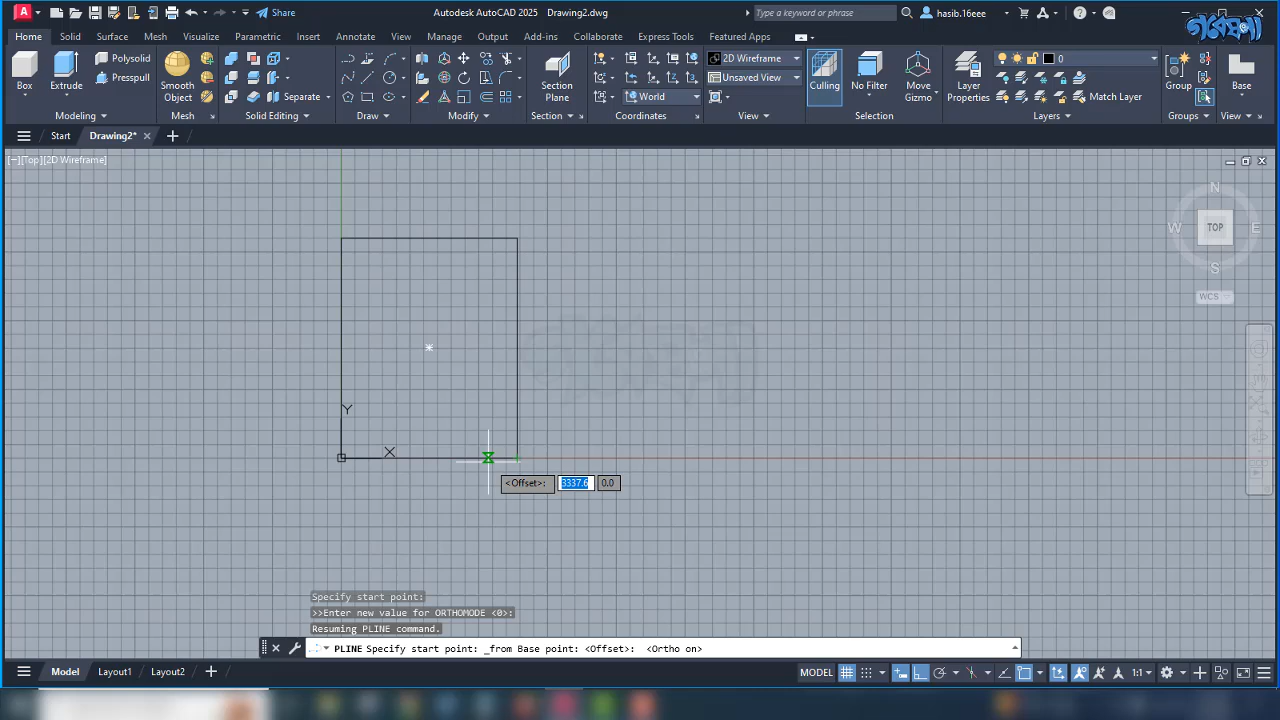 Share
Autodesk AutoCAD 2025 Drawing2.dwg
Type a keyword or phrase
hasib.16eee
গবেষণা
Home Solid Surface Mesh Visualize Parametric Insert Annotate View Manage Output Add-ins Collaborate Express Tools Featured Apps
Box
Extrude
Polysolid
Presspull
Smooth Object
Separate
Section Plane
World
2D Wireframe
Unsaved View
Culling
No Filter
Move Gizmo
Layer Properties
0
Match Layer
Group
Base
Modeling Mesh Solid Editing Draw Modify Section Coordinates View Selection Layers Groups View
Start Drawing2*
[−][Top][2D Wireframe]
N
W TOP E
S
WCS
Y
X
<Offset>: 3337.6 0.0
Specify start point:
>>Enter new value for ORTHOMODE <0>:
Resuming PLINE command.
PLINE Specify start point: _from Base point: <Offset>: <Ortho on>
Model Layout1 Layout2
MODEL
1:1